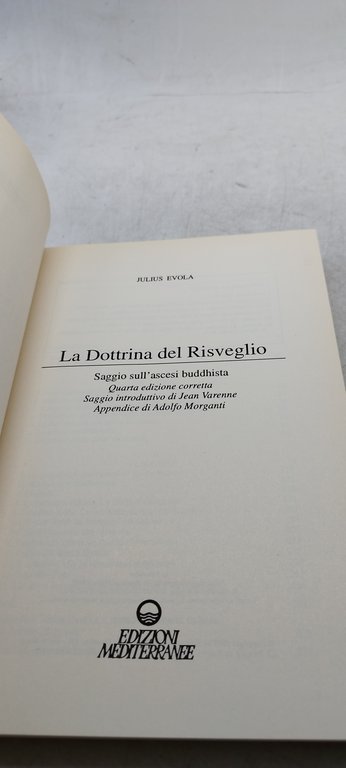 JULIUS EVOLA
La Dottrina del Risveglio
Saggio sull'ascesi buddhista
Quarta edizione corretta
Saggio introduttivo di Jean Varenne
Appendice di Adolfo Morganti
EDIZIONI
MEDITERRANEE